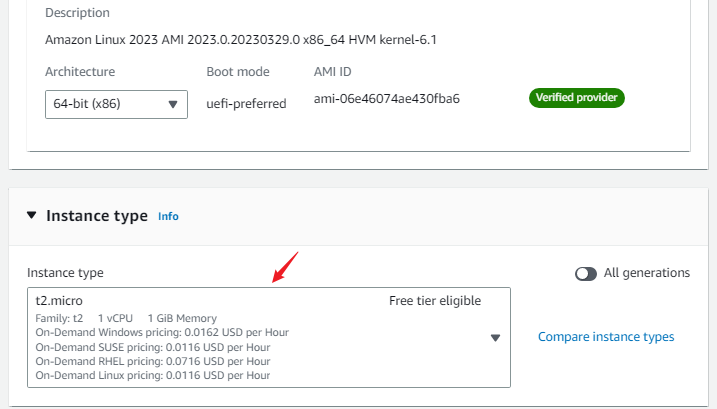 Description
Amazon Linux 2023 AMI 2023.0.20230329.0 x86_64 HVM kernel-6.1
Architecture Boot mode AMI ID
64-bit (x86) uefi-preferred ami-06e46074ae430fba6 Verified provider
Instance type Info
Instance type All generations
t2.micro Free tier eligible
Family: t2 1 vCPU 1 GiB Memory
On-Demand Windows pricing: 0.0162 USD per Hour
On-Demand SUSE pricing: 0.0116 USD per Hour
On-Demand RHEL pricing: 0.0716 USD per Hour
On-Demand Linux pricing: 0.0116 USD per Hour
Compare instance types